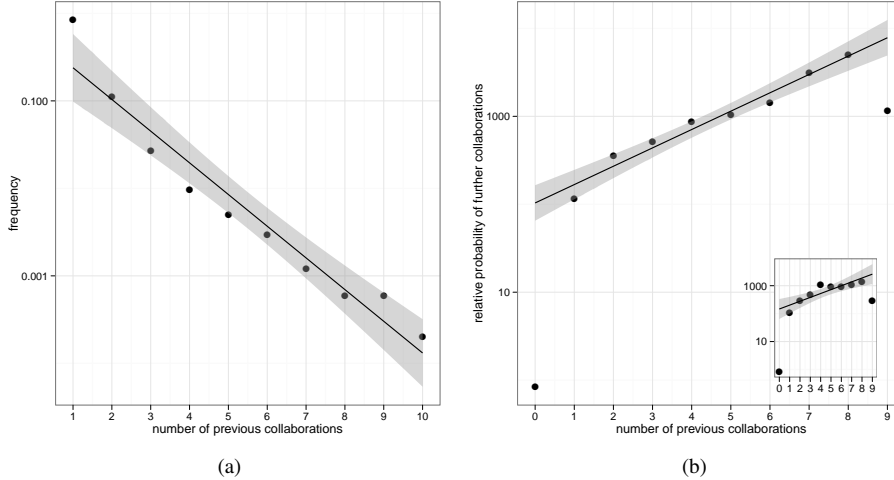 frequency
0.100
0.001
1 2 3 4 5 6 7 8 9 10
number of previous collaborations
(a)
relative probability of further collaborations
1000
10
0 1 2 3 4 5 6 7 8 9
number of previous collaborations
1000
10
0 1 2 3 4 5 6 7 8 9
(b)